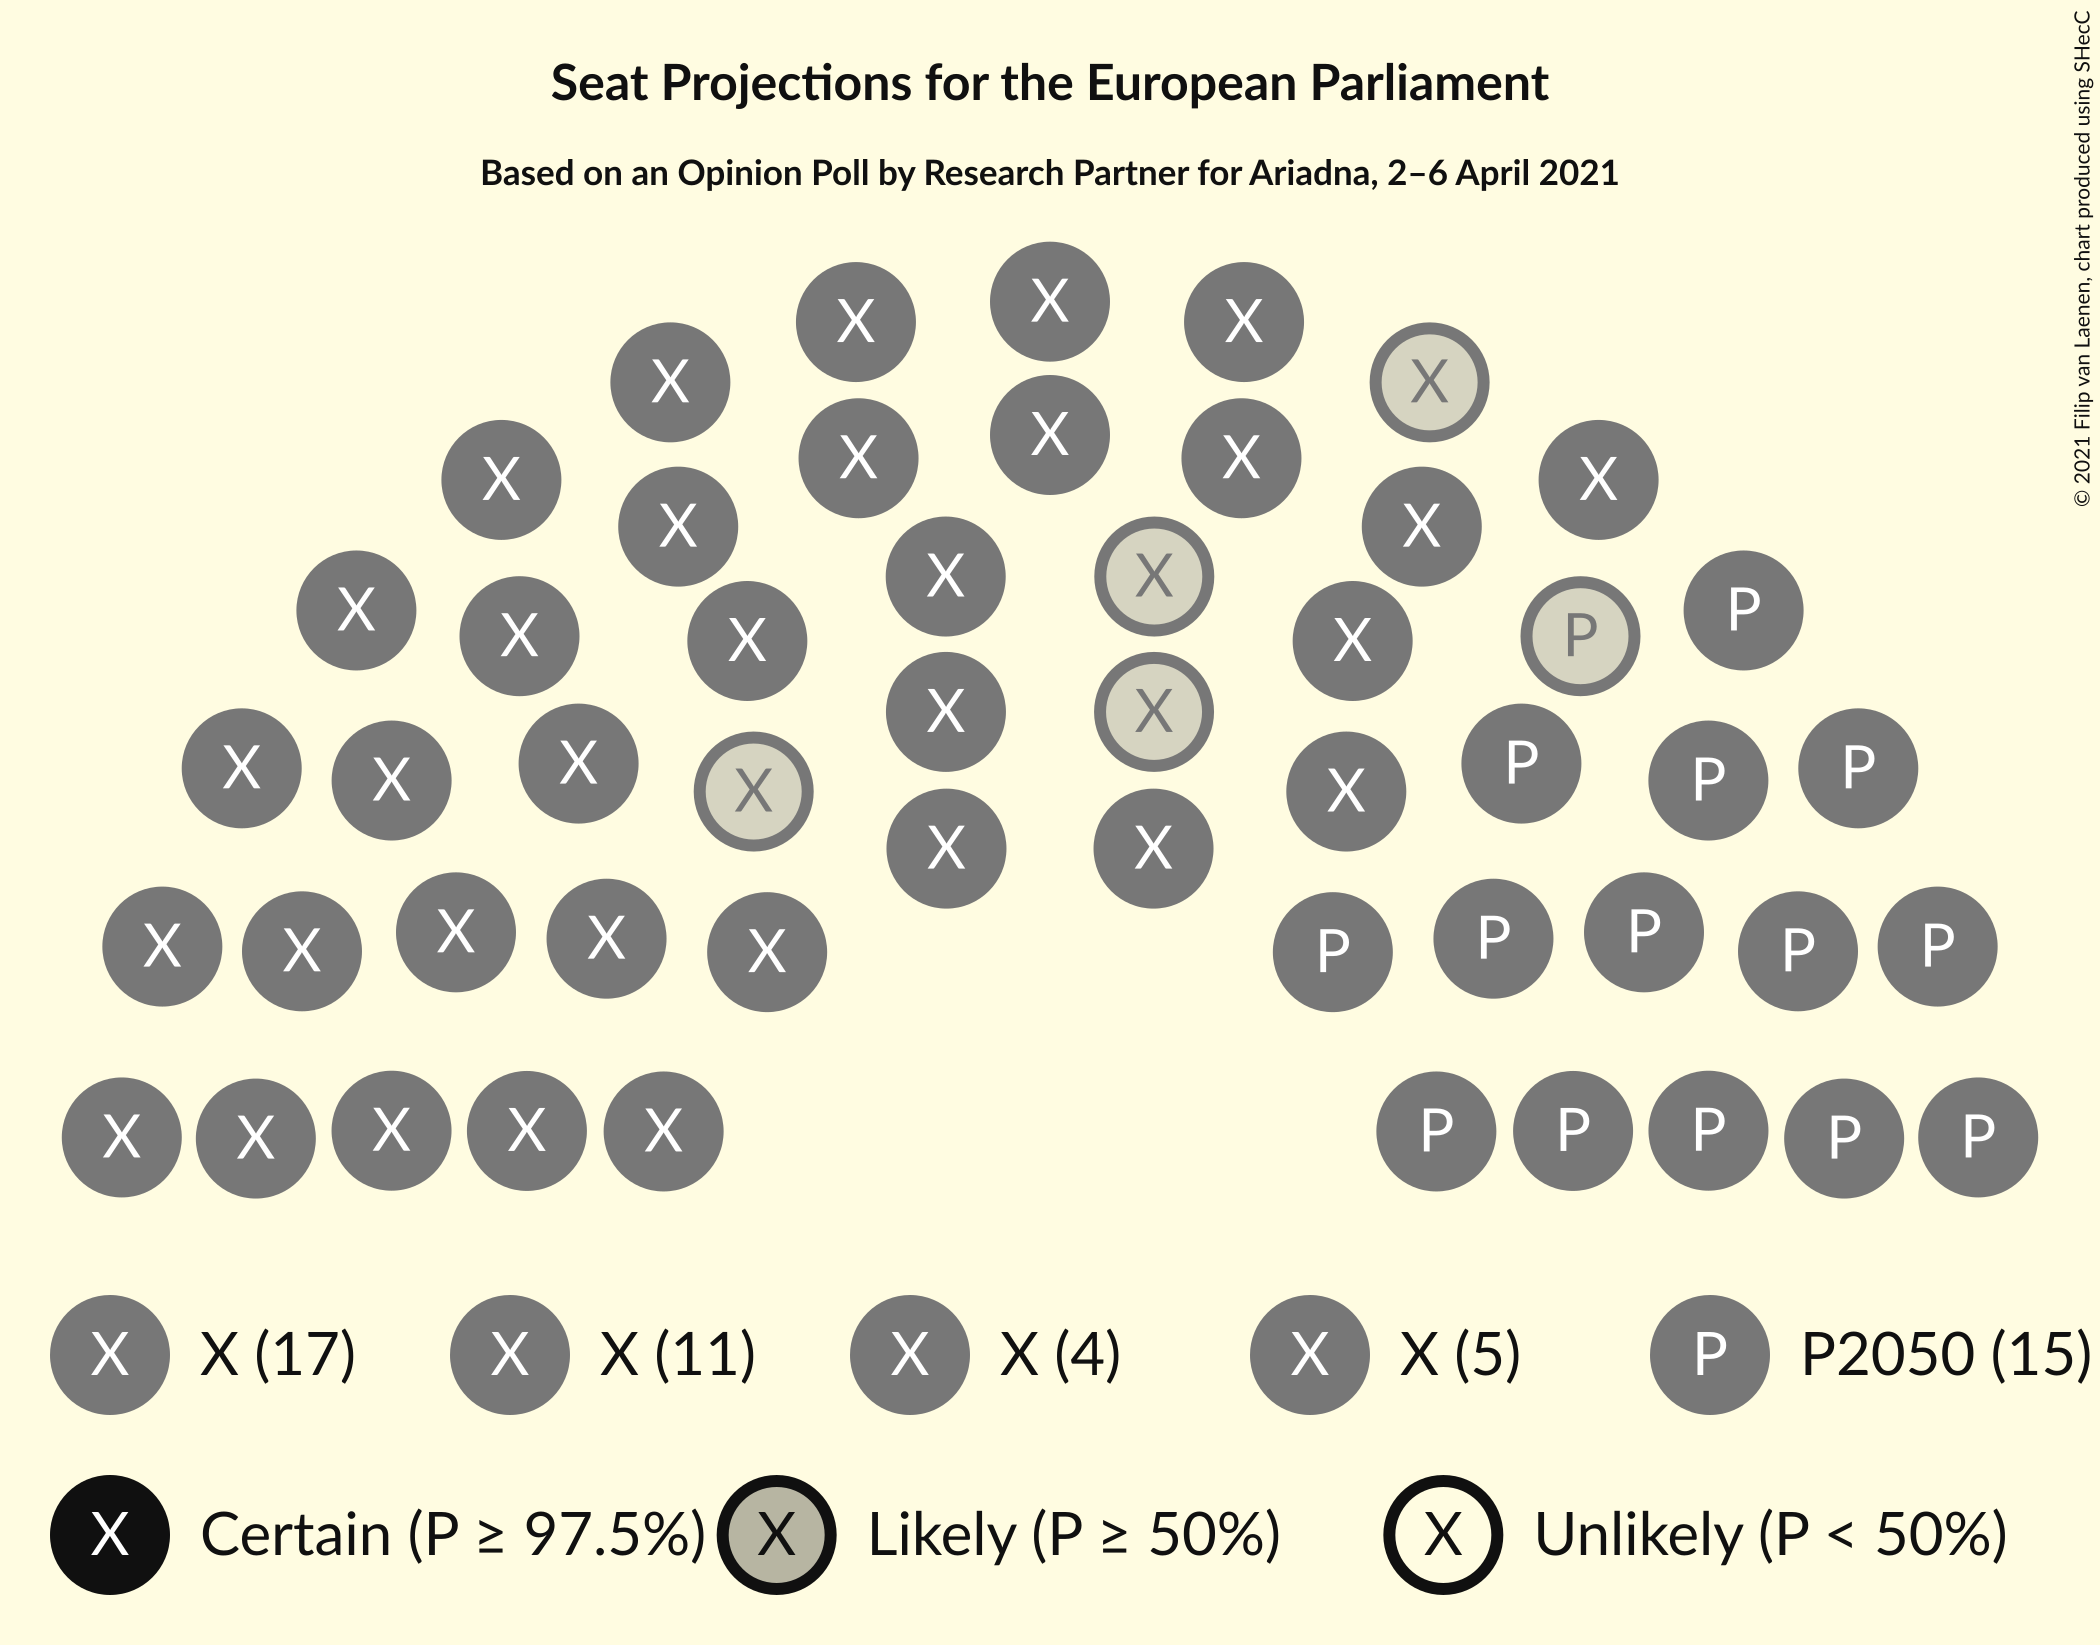 Seat Projections for the European Parliament
Based on an Opinion Poll by Research Partner for Ariadna, 2–6 April 2021
© 2021 Filip van Laenen, chart produced using SHecC
X
X X
X X
X
X X X
X X
X X
X X
X X
X P
X X
X P
X X
X X
X P P P
X X X
X X
X X
X X X P P P
X X
X X X P P P
X X P P
X X X P P P
X X P P
X (17) X (11) X (4) X (5) P2050 (15)
X X X X P
X Certain (P ≥ 97.5%) X Likely (P ≥ 50%) X Unlikely (P < 50%)